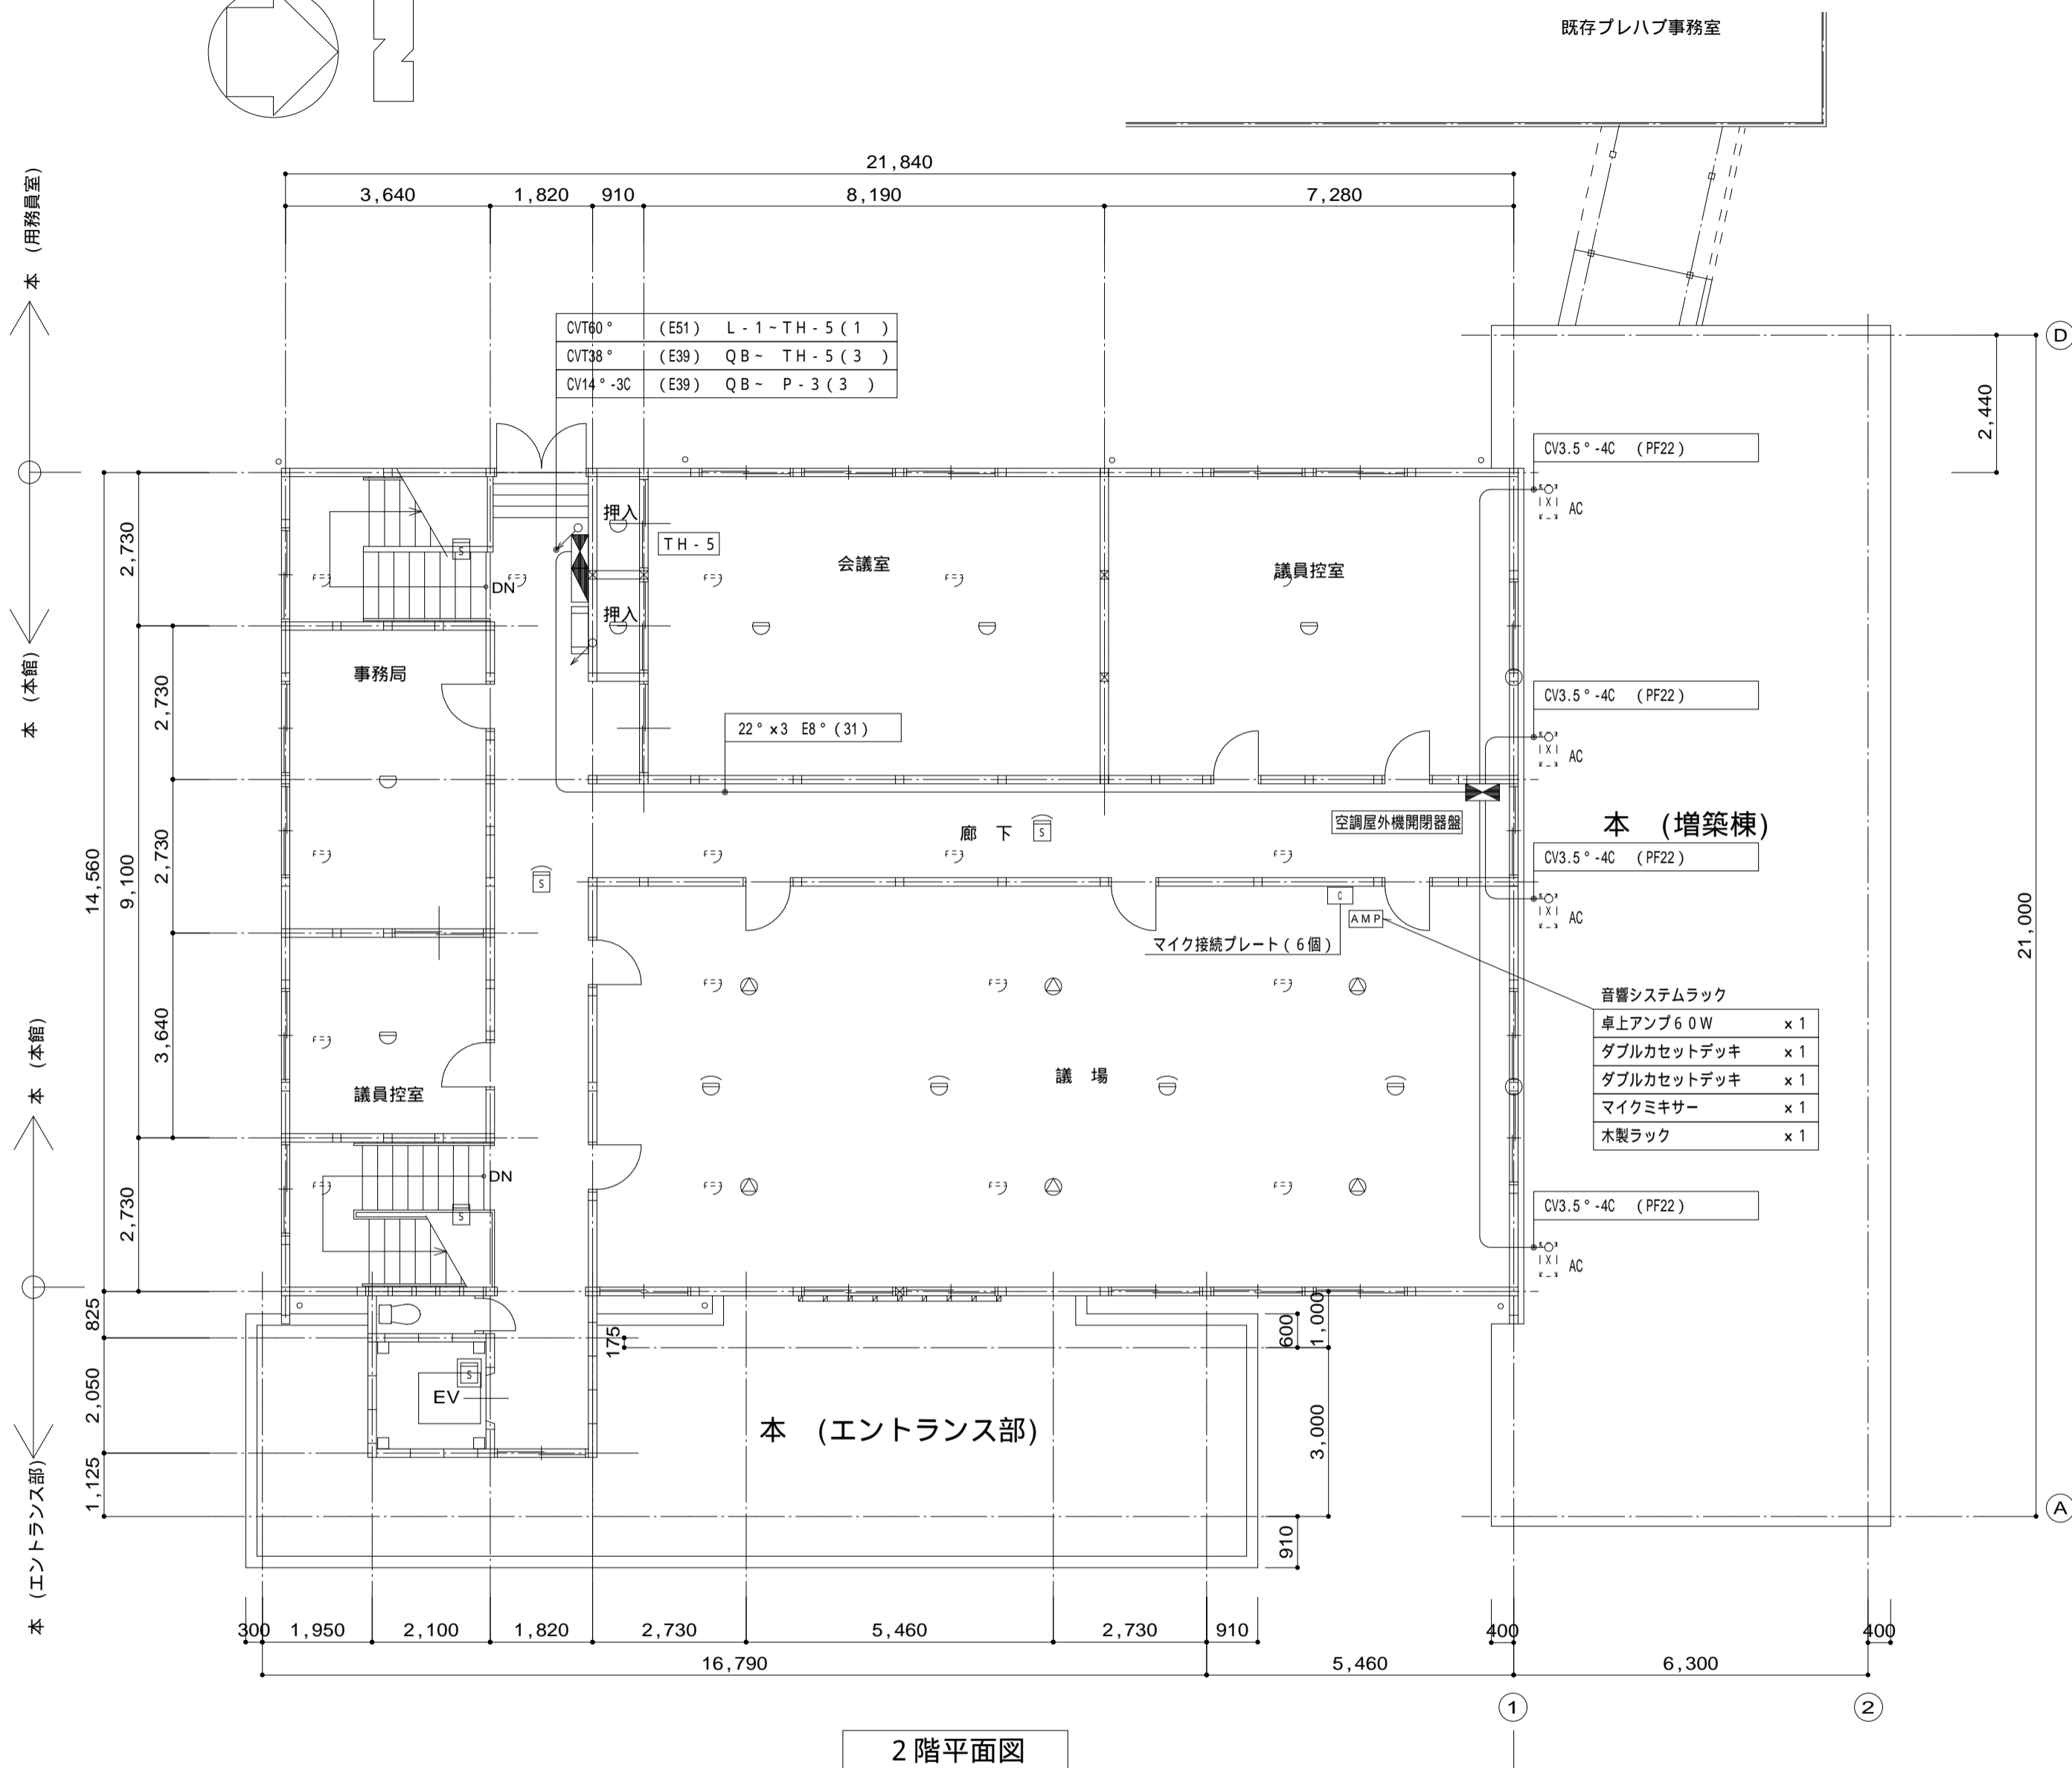 既存プレハブ事務室
21,840
3,640
1,820
910
8,190
7,280
本 (用務員室)
本 (本館)
本 (本館)
本 (エントランス部)
CVT60° (E51) L-1~TH-5(1 )
CVT38° (E39) QB~ TH-5(3 )
CV14°-3C (E39) QB~ P-3(3 )
D
2,440
21,000
A
CV3.5°-4C (PF22)
AC
CV3.5°-4C (PF22)
AC
CV3.5°-4C (PF22)
AC
CV3.5°-4C (PF22)
AC
押入
TH-5
会議室
議員控室
押入
S
DN
事務局
22°×3 E8°(31)
廊 下
S
S
空調屋外機開閉器盤
本 (増築棟)
C
AMP
マイク接続プレート(6個)
音響システムラック
卓上アンプ60W ×1
ダブルカセットデッキ ×1
ダブルカセットデッキ ×1
マイクミキサー ×1
木製ラック ×1
議 場
議員控室
DN
S
S
EV
本 (エントランス部)
14,560
9,100
2,730
2,730
2,730
3,640
2,730
825
2,050
1,125
175
600
1,000
3,000
910
300
1,950
2,100
1,820
2,730
5,460
2,730
910
400
400
16,790
5,460
6,300
1
2
2階平面図